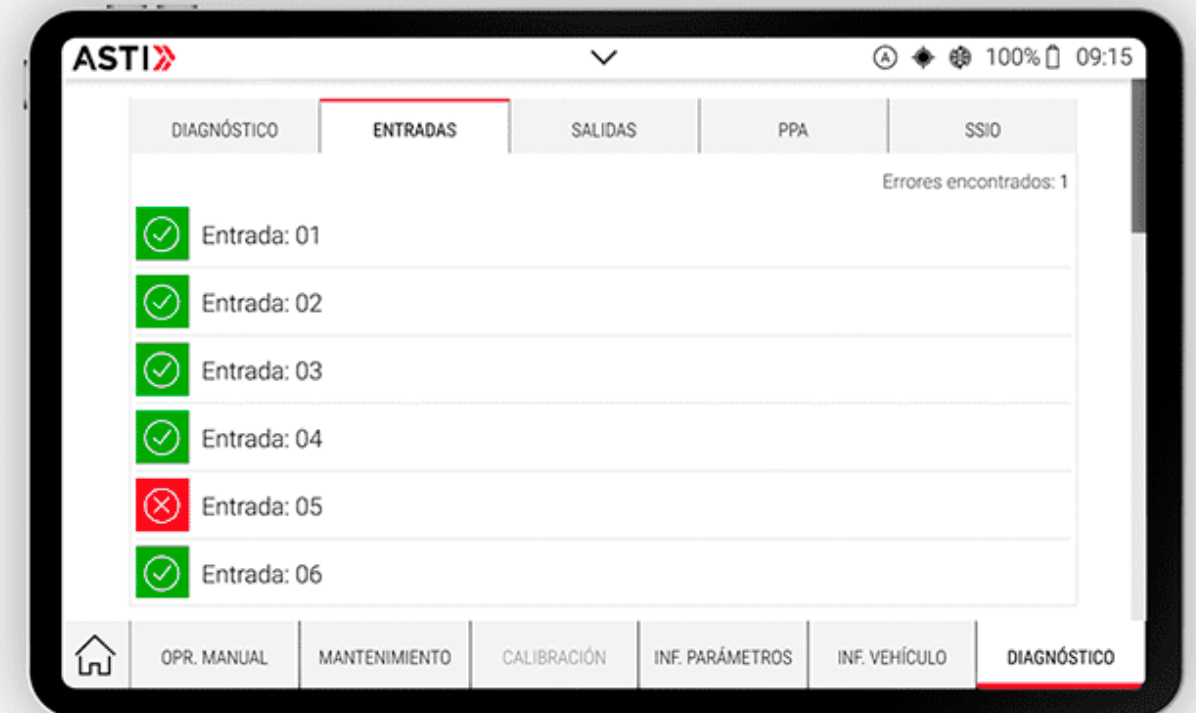 ASTI
A 100% 09:15
DIAGNÓSTICO ENTRADAS SALIDAS PPA SSIO
Errores encontrados: 1
Entrada: 01
Entrada: 02
Entrada: 03
Entrada: 04
Entrada: 05
Entrada: 06
OPR. MANUAL MANTENIMIENTO CALIBRACIÓN INF. PARÁMETROS INF. VEHÍCULO DIAGNÓSTICO